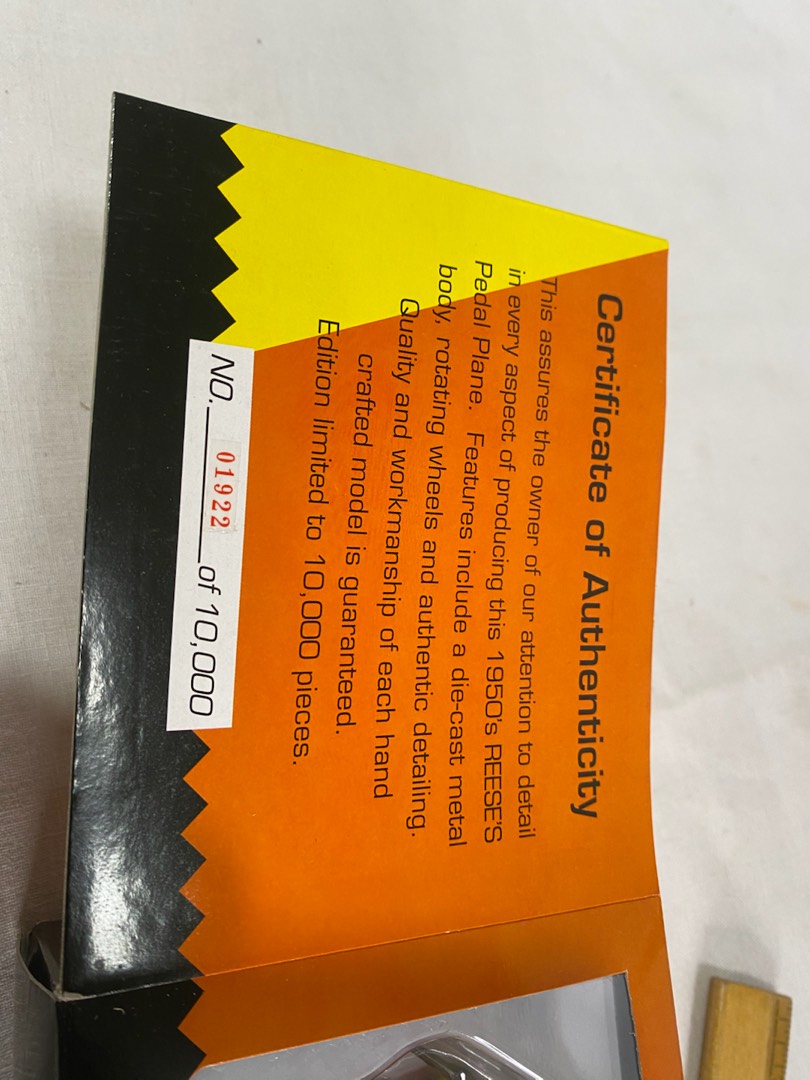 Certificate of Authenticity
This assures the owner of our attention to detail
in every aspect of producing this 1950's REESE'S
Pedal Plane. Features include a die-cast metal
body, rotating wheels and authentic detailing.
Quality and workmanship of each hand
crafted model is guaranteed.
Edition limited to 10,000 pieces.
NO. 01922 of 10,000